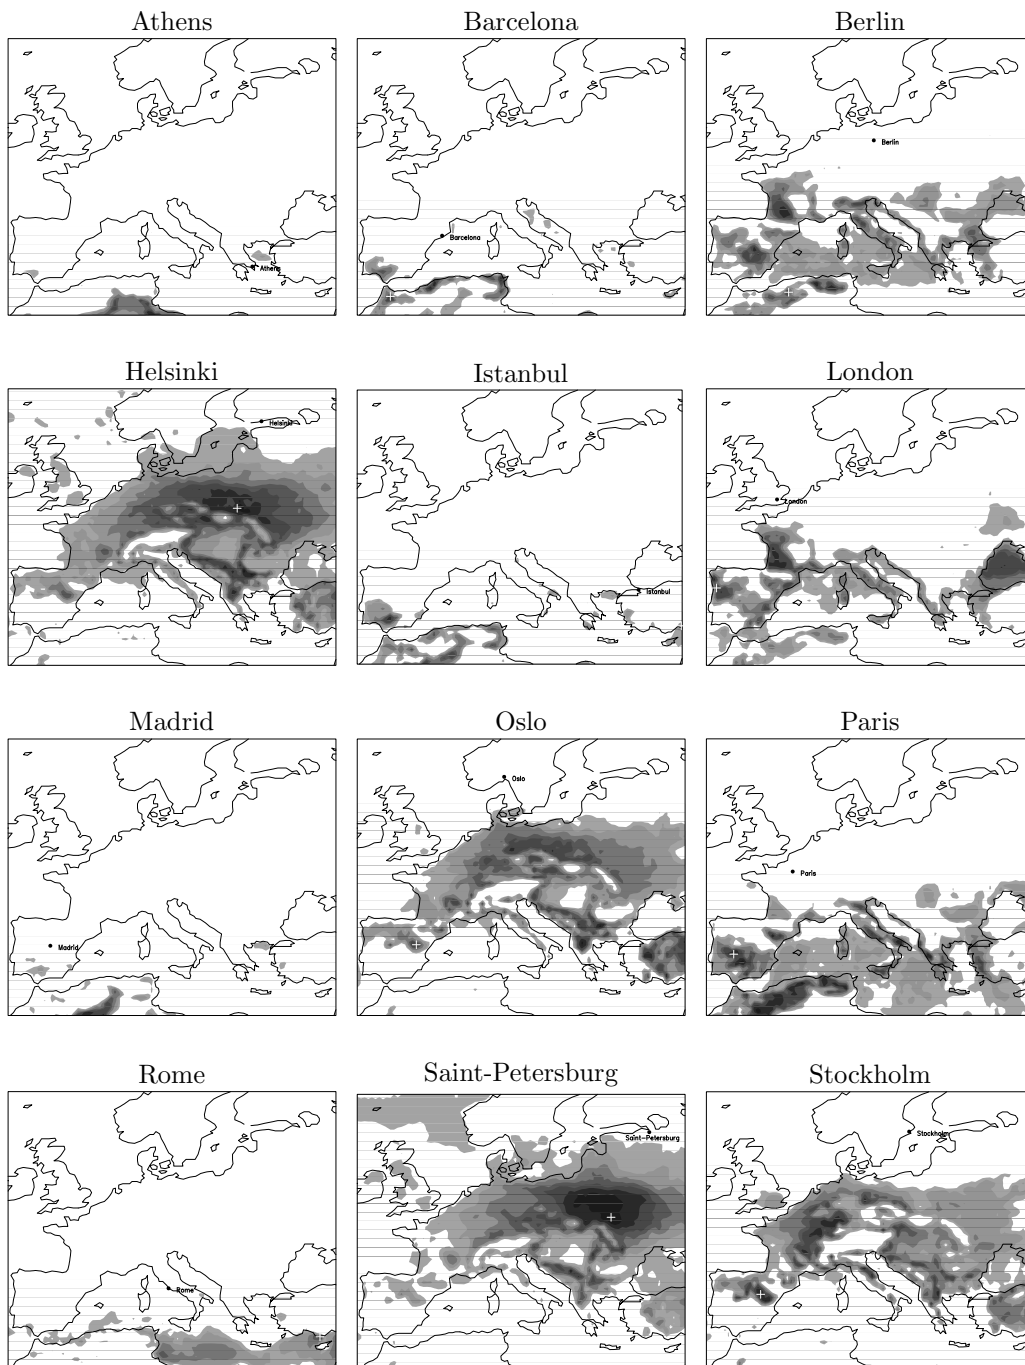 Athens
Barcelona
Berlin
Athens
Barcelona
Berlin
Helsinki
Istanbul
London
Helsinki
Istanbul
London
Madrid
Oslo
Paris
Madrid
Oslo
Paris
Rome
Saint-Petersburg
Stockholm
Rome
Saint-Petersburg
Stockholm